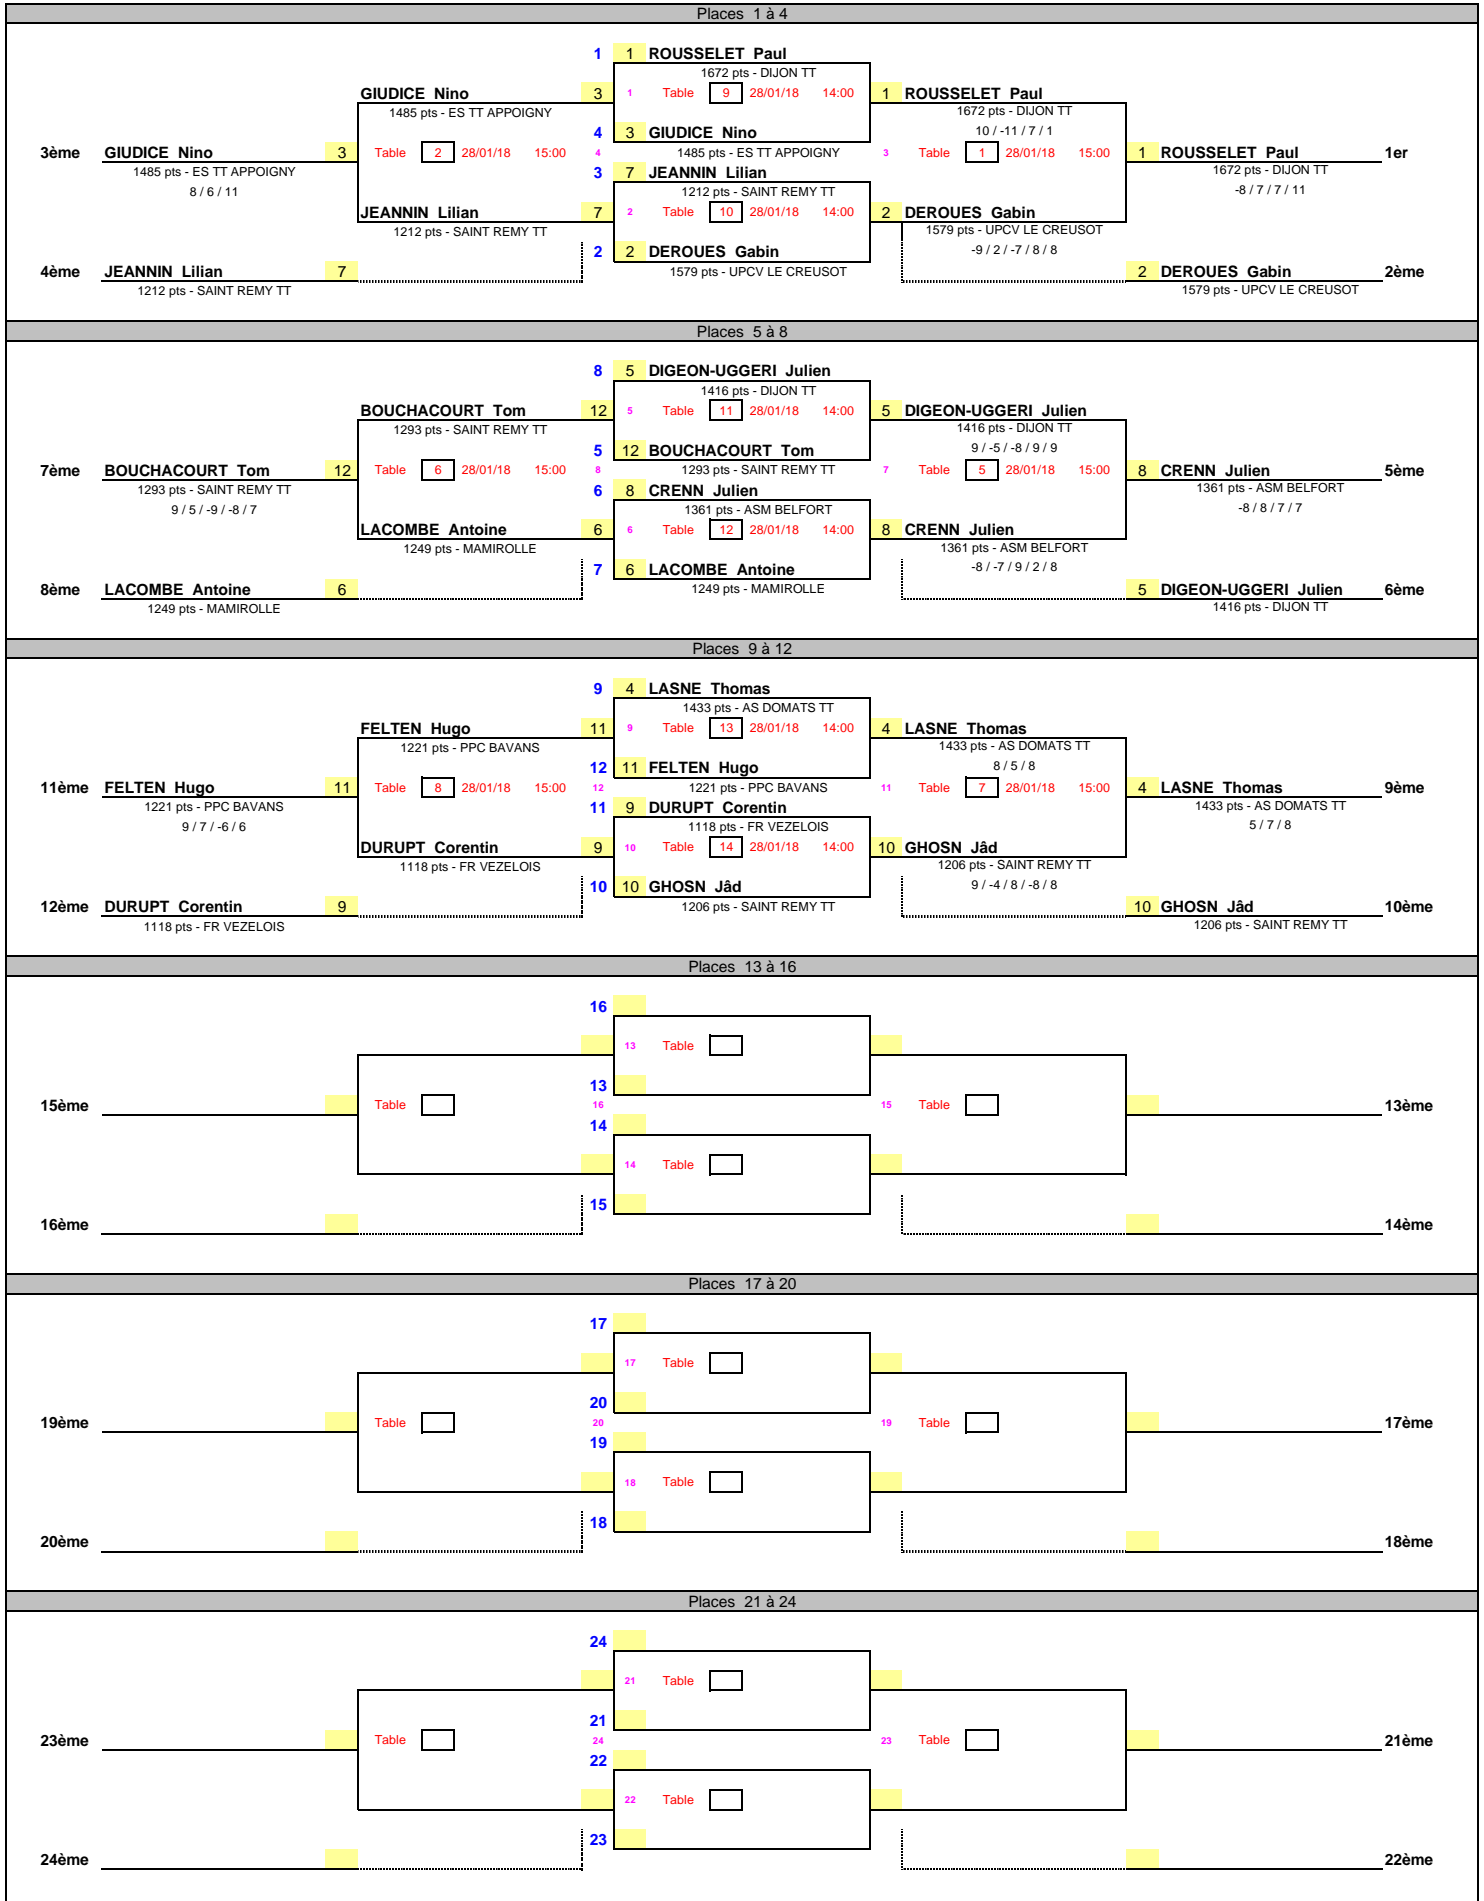 Places 1 à 4
1 1 ROUSSELET Paul
1672 pts - DIJON TT
GIUDICE Nino 3 1 Table 9 28/01/18 14:00 1 ROUSSELET Paul
1485 pts - ES TT APPOIGNY 1672 pts - DIJON TT
4 3 GIUDICE Nino 10 / -11 / 7 / 1
3ème GIUDICE Nino 3 Table 2 28/01/18 15:00 4 1485 pts - ES TT APPOIGNY 3 Table 1 28/01/18 15:00 1 ROUSSELET Paul 1er
1485 pts - ES TT APPOIGNY 3 7 JEANNIN Lilian 1672 pts - DIJON TT
8 / 6 / 11 1212 pts - SAINT REMY TT -8 / 7 / 7 / 11
JEANNIN Lilian 7 2 Table 10 28/01/18 14:00 2 DEROUES Gabin
1212 pts - SAINT REMY TT 1579 pts - UPCV LE CREUSOT
2 2 DEROUES Gabin -9 / 2 / -7 / 8 / 8
4ème JEANNIN Lilian 7 1579 pts - UPCV LE CREUSOT 2 DEROUES Gabin 2ème
1212 pts - SAINT REMY TT 1579 pts - UPCV LE CREUSOT
Places 5 à 8
8 5 DIGEON-UGGERI Julien
1416 pts - DIJON TT
BOUCHACOURT Tom 12 5 Table 11 28/01/18 14:00 5 DIGEON-UGGERI Julien
1293 pts - SAINT REMY TT 1416 pts - DIJON TT
5 12 BOUCHACOURT Tom 9 / -5 / -8 / 9 / 9
7ème BOUCHACOURT Tom 12 Table 6 28/01/18 15:00 8 1293 pts - SAINT REMY TT 7 Table 5 28/01/18 15:00 8 CRENN Julien 5ème
1293 pts - SAINT REMY TT 6 8 CRENN Julien 1361 pts - ASM BELFORT
9 / 5 / -9 / -8 / 7 1361 pts - ASM BELFORT -8 / 8 / 7 / 7
LACOMBE Antoine 6 6 Table 12 28/01/18 14:00 8 CRENN Julien
1249 pts - MAMIROLLE 1361 pts - ASM BELFORT
7 6 LACOMBE Antoine -8 / -7 / 9 / 2 / 8
8ème LACOMBE Antoine 6 1249 pts - MAMIROLLE 5 DIGEON-UGGERI Julien 6ème
1249 pts - MAMIROLLE 1416 pts - DIJON TT
Places 9 à 12
9 4 LASNE Thomas
1433 pts - AS DOMATS TT
FELTEN Hugo 11 9 Table 13 28/01/18 14:00 4 LASNE Thomas
1221 pts - PPC BAVANS 1433 pts - AS DOMATS TT
12 11 FELTEN Hugo 8 / 5 / 8
11ème FELTEN Hugo 11 Table 8 28/01/18 15:00 12 1221 pts - PPC BAVANS 11 Table 7 28/01/18 15:00 4 LASNE Thomas 9ème
1221 pts - PPC BAVANS 11 9 DURUPT Corentin 1433 pts - AS DOMATS TT
9 / 7 / -6 / 6 1118 pts - FR VEZELOIS 5 / 7 / 8
DURUPT Corentin 9 10 Table 14 28/01/18 14:00 10 GHOSN Jâd
1118 pts - FR VEZELOIS 1206 pts - SAINT REMY TT
10 10 GHOSN Jâd 9 / -4 / 8 / -8 / 8
12ème DURUPT Corentin 9 1206 pts - SAINT REMY TT 10 GHOSN Jâd 10ème
1118 pts - FR VEZELOIS 1206 pts - SAINT REMY TT
Places 13 à 16
16
13 Table
13
15ème Table 16 15 Table 13ème
14
14 Table
15
16ème 14ème
Places 17 à 20
17
17 Table
20
19ème Table 20 19 Table 17ème
19
18 Table
18
20ème 18ème
Places 21 à 24
24
21 Table
21
23ème Table 24 23 Table 21ème
22
22 Table
23
24ème 22ème